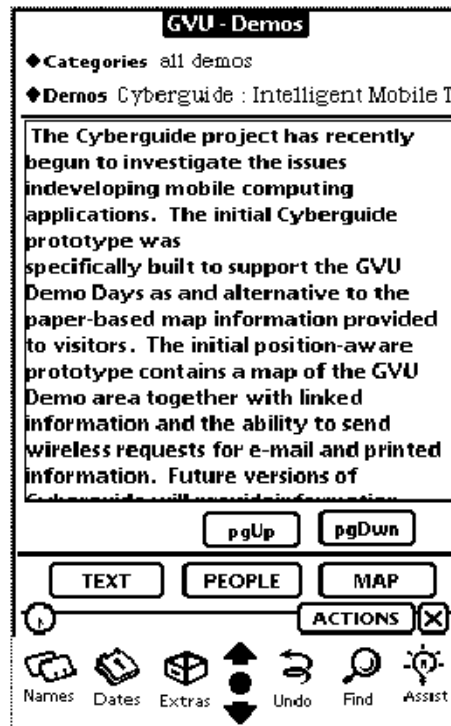 GVU - Demos
◆Categories all demos
◆Demos Cyberguide : Intelligent Mobile T
The Cyberguide project has recently
begun to investigate the issues
indeveloping mobile computing
applications. The initial Cyberguide
prototype was
specifically built to support the GVU
Demo Days as and alternative to the
paper-based map information provided
to visitors. The initial position-aware
prototype contains a map of the GVU
Demo area together with linked
information and the ability to send
wireless requests for e-mail and printed
information. Future versions of
Cyberguide will provideinformation
pgUp pgDwn
TEXT PEOPLE MAP
ACTIONS
Names Dates Extras Undo Find Assist